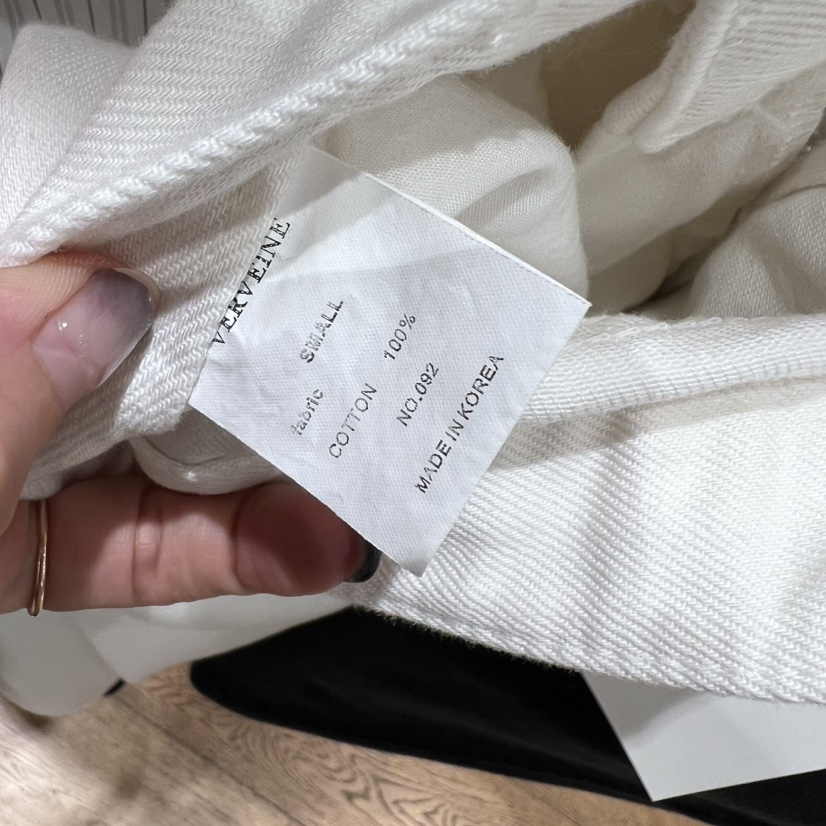 VERVEINE
SMALL
fabric
COTTON 100%
NO.092
MADE IN KOREA